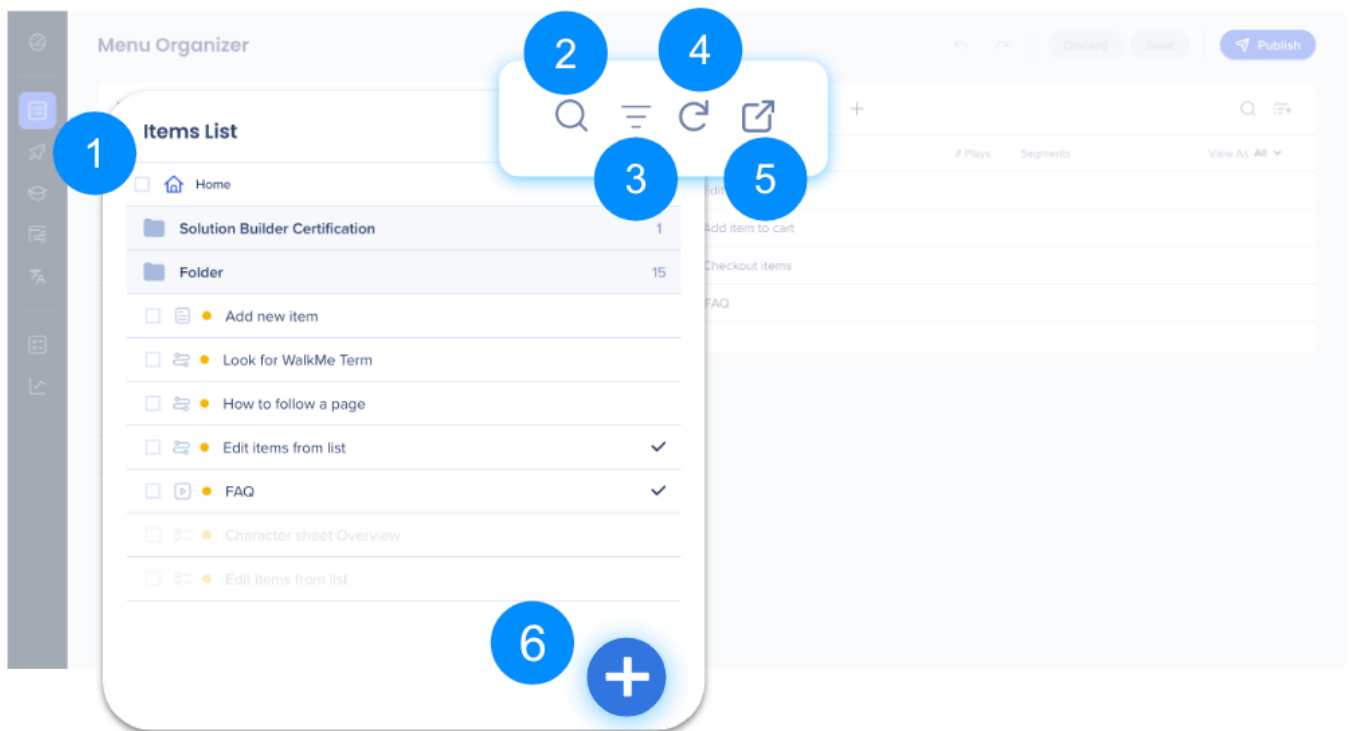 Menu Organizer
Discard
Save
Publish
2
4
1
Items List
3
5
# Plays
Segments
View As All
Home
Edit
Solution Builder Certification
1
Add item to cart
Folder
15
Checkout items
Add new item
FAQ
Look for WalkMe Term
How to follow a page
Edit items from list
FAQ
Character sheet Overview
Edit items from list
6